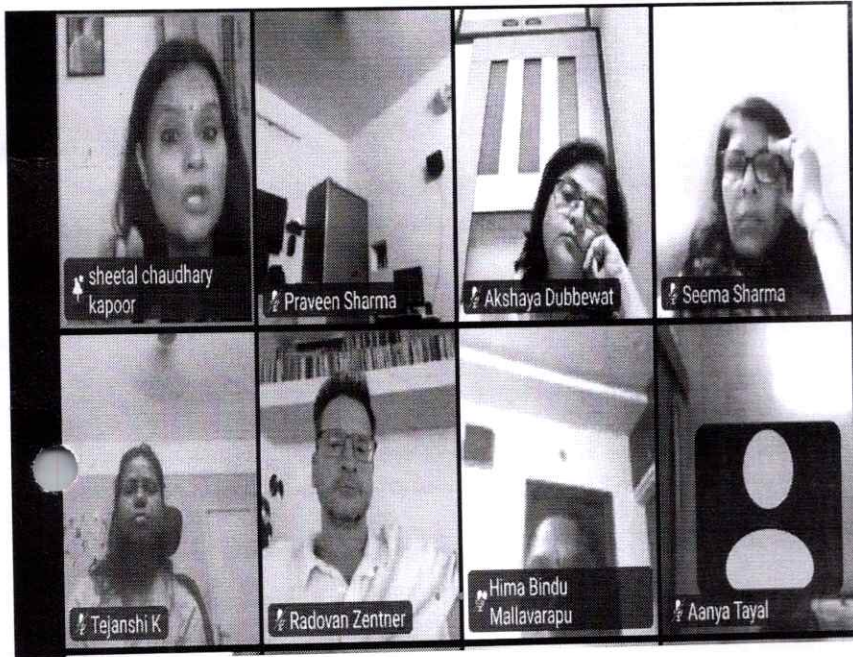 sheetal chaudhary
kapoor
Praveen Sharma
Akshaya Dubbewat
Seema Sharma
Tejanshi K
Radovan Zentner
Hima Bindu
Mallavarapu
Aanya Tayal